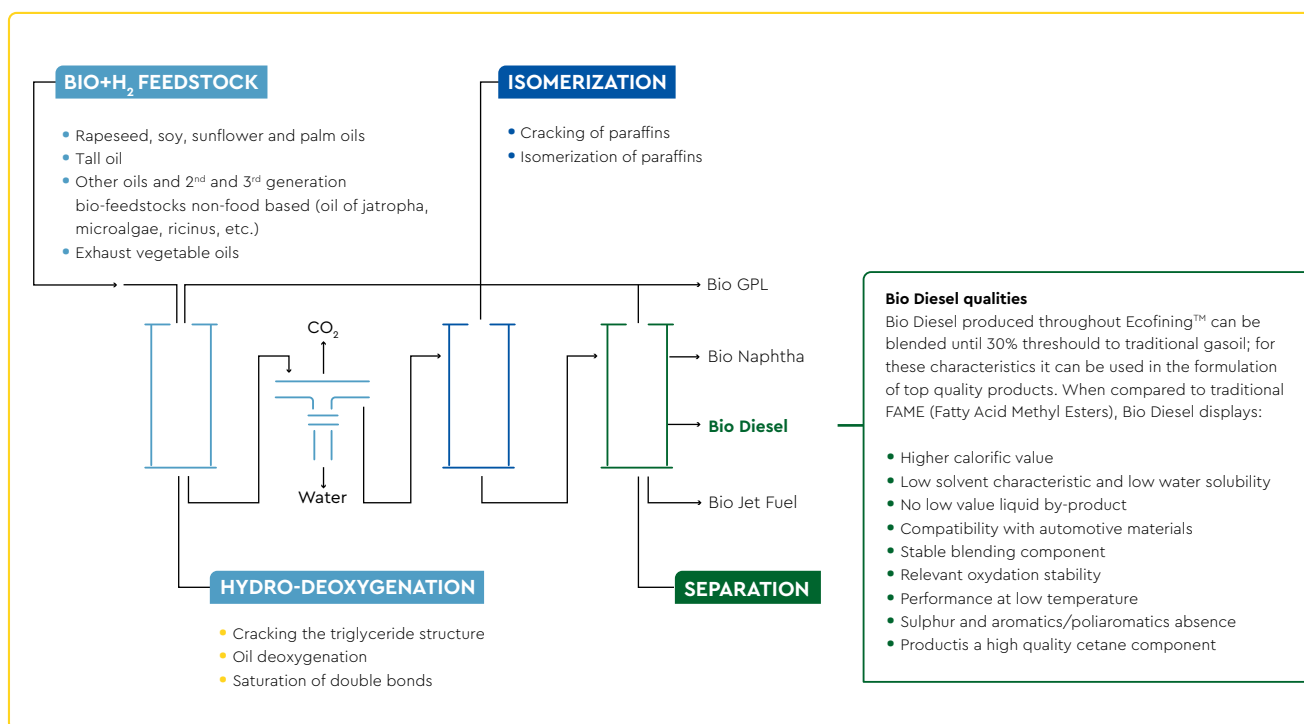 BIO+H₂ FEEDSTOCK
• Rapeseed, soy, sunflower and palm oils
• Tall oil
• Other oils and 2nd and 3rd generation
bio-feedstocks non-food based (oil of jatropha,
microalgae, ricinus, etc.)
• Exhaust vegetable oils
ISOMERIZATION
• Cracking of paraffins
• Isomerization of paraffins
CO₂
Water
Bio GPL
Bio Naphtha
Bio Diesel
Bio Jet Fuel
HYDRO-DEOXYGENATION
• Cracking the triglyceride structure
• Oil deoxygenation
• Saturation of double bonds
SEPARATION
Bio Diesel qualities
Bio Diesel produced throughout Ecofining™ can be
blended until 30% threshould to traditional gasoil; for
these characteristics it can be used in the formulation
of top quality products. When compared to traditional
FAME (Fatty Acid Methyl Esters), Bio Diesel displays:
• Higher calorific value
• Low solvent characteristic and low water solubility
• No low value liquid by-product
• Compatibility with automotive materials
• Stable blending component
• Relevant oxydation stability
• Performance at low temperature
• Sulphur and aromatics/poliaromatics absence
• Productis a high quality cetane component